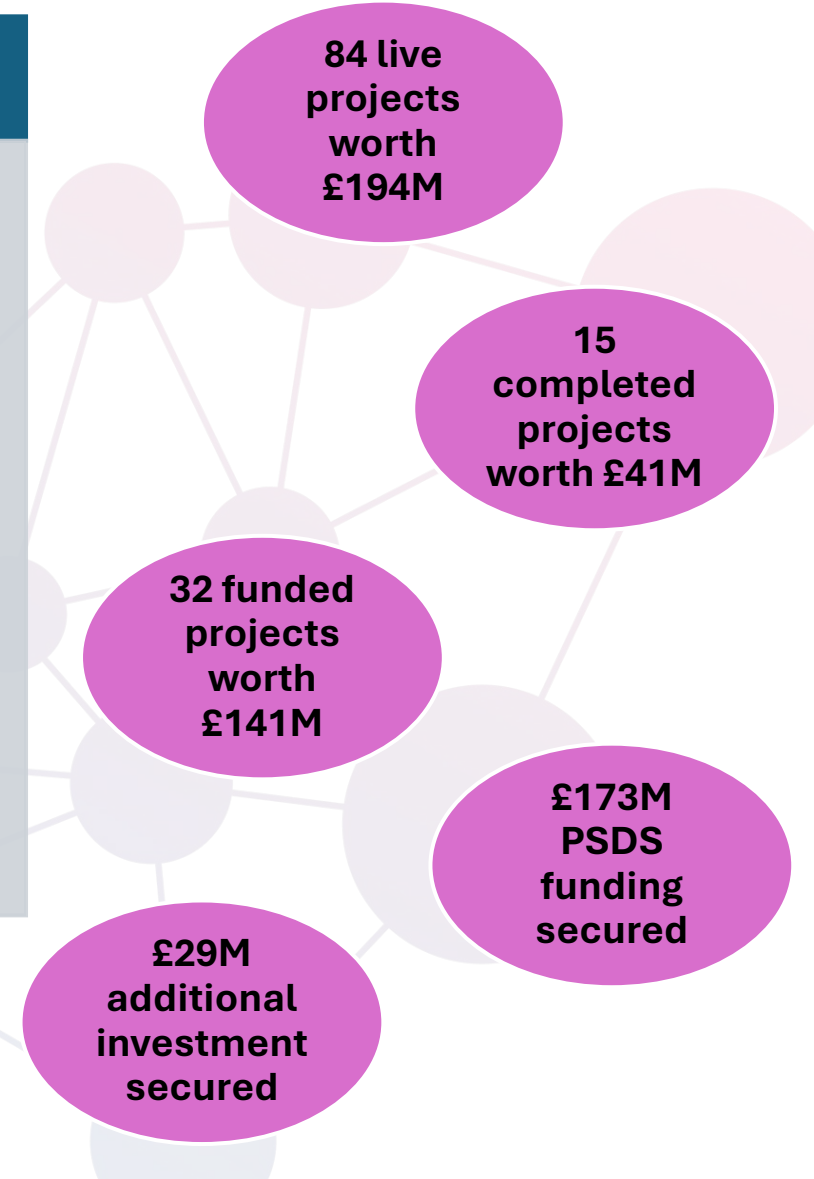 84 live
projects
worth
£194M
15
completed
projects
worth £41M
32 funded
projects
worth
£141M
£173M
PSDS
funding
secured
£29M
additional
investment
secured